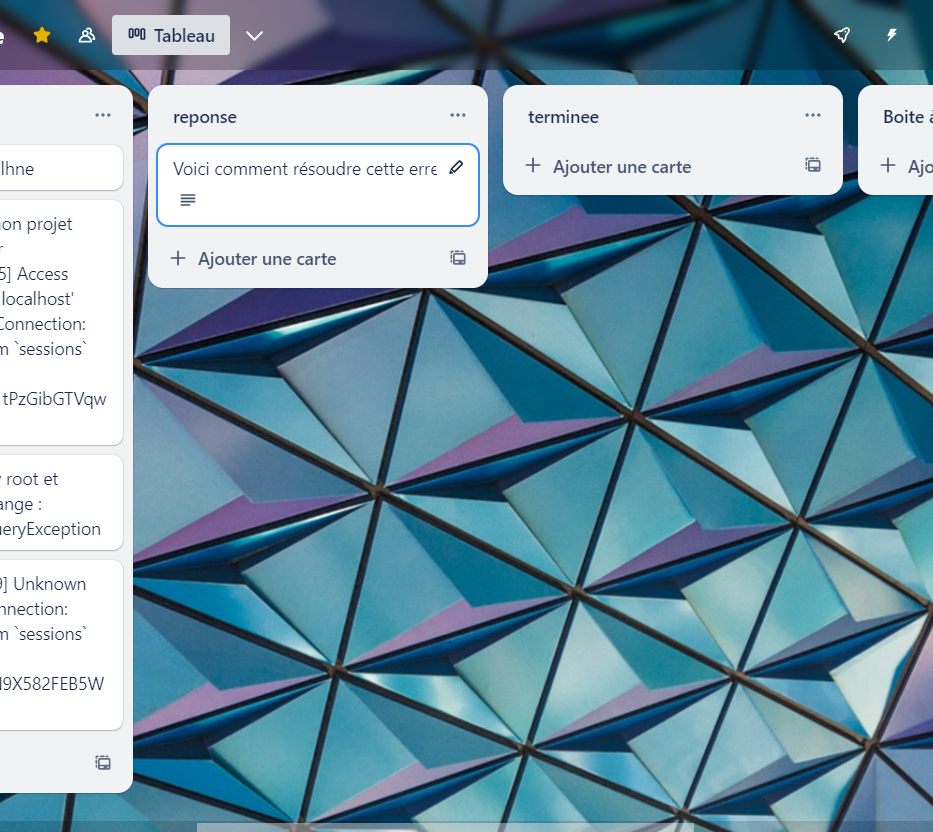 e
Tableau
lhne
on projet
r
5] Access
localhost'
Connection:
m `sessions`
tPzGibGTVqw
y root et
ange :
ueryException
9] Unknown
nnection:
m `sessions`
I9X582FEB5W
reponse
Voici comment résoudre cette erre
Ajouter une carte
terminee
Ajouter une carte
Boite à
Ajo